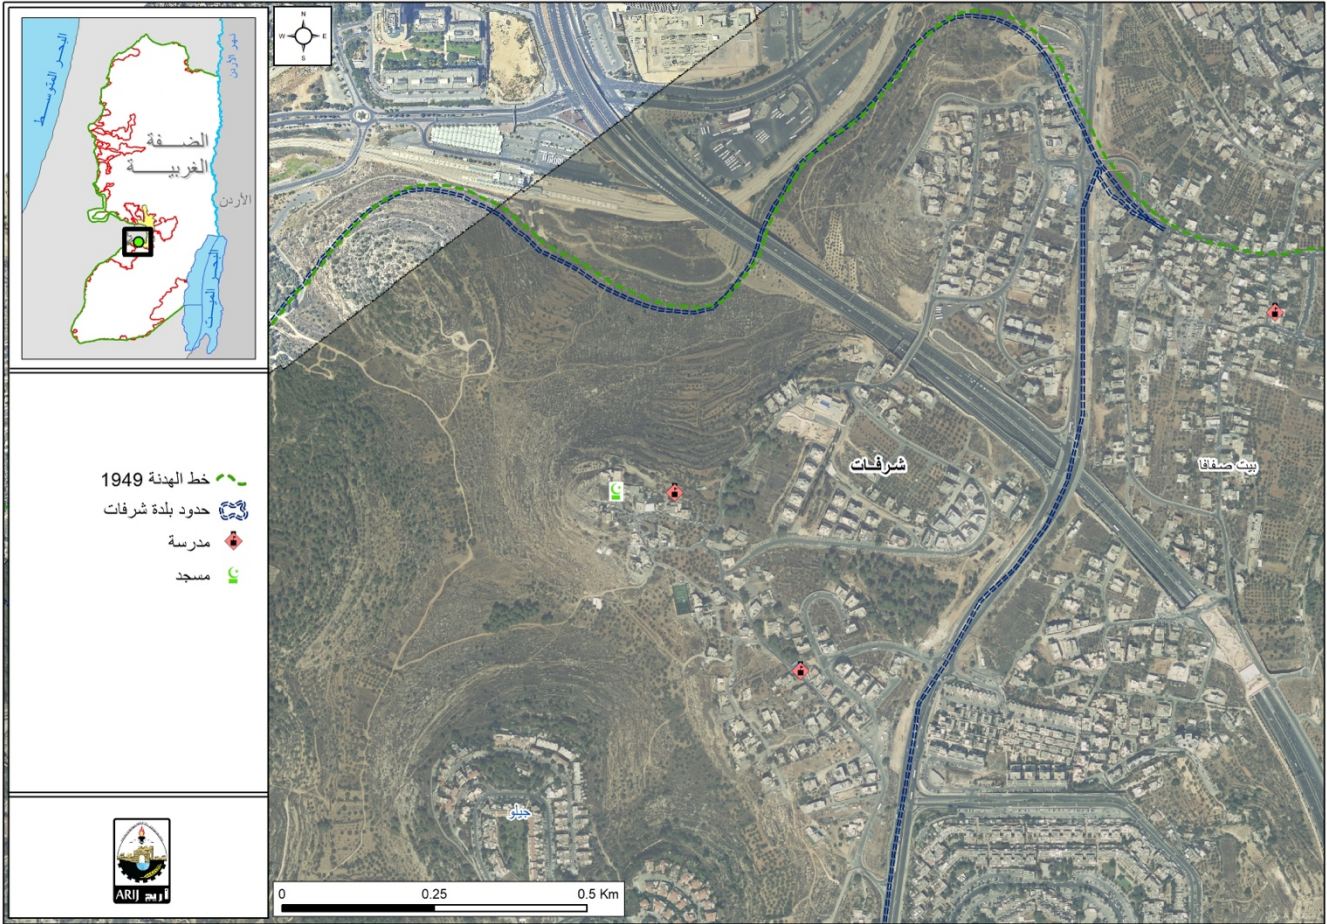 البحر المتوسط
نهر الأردن
الضفة
الغربية
الأردن
البحر الميت
N
W E
S
خط الهدنة 1949
حدود بلدة شرفات
مدرسة
مسجد
شرفات
بيت صفافا
جيلو
أريج ARIJ
0 0.25 0.5 Km